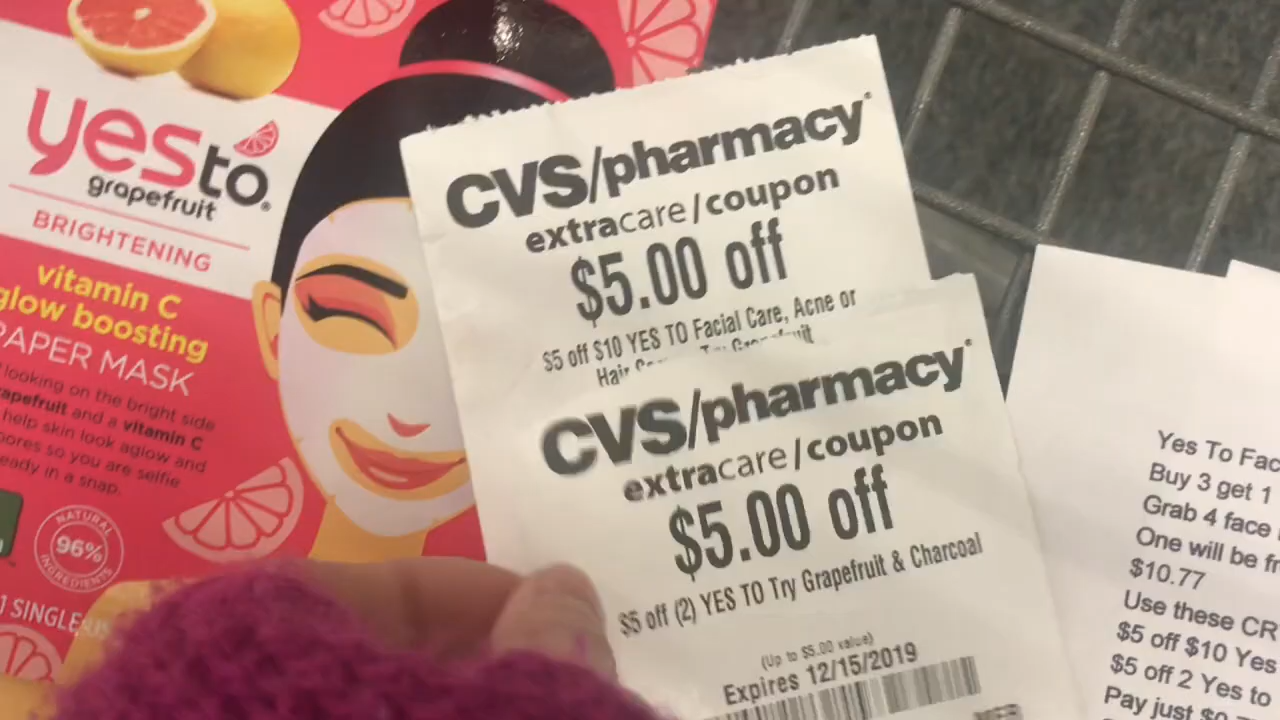 yes to
grapefruit
BRIGHTENING
vitamin C
glow boosting
PAPER MASK
looking on the bright side
grapefruit and a vitamin C
help skin look aglow and
pores so you are selfie
ready in a snap.
NATURAL
96%
INGREDIENTS
1 SINGLE
CVS/pharmacy
extracare/coupon
$5.00 off
$5 off $10 YES TO Facial Care, Acne or
Hair
CVS/pharmacy
extracare/coupon
$5.00 off
$5 off (2) YES TO Try Grapefruit & Charcoal
(Up to $5.00 value)
Expires 12/15/2019
Yes To Fac
Buy 3 get 1
Grab 4 face
One will be fr
$10.77
Use these CR
$5 off $10 Yes
$5 off 2 Yes to
Pay just